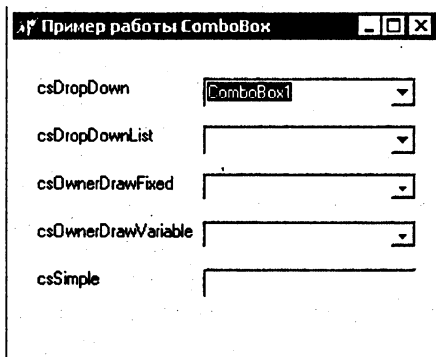 Пример работы ComboBox
csDropDown ComboBox1
csDropDownList
csOwnerDrawFixed
csOwnerDrawVariable
csSimple